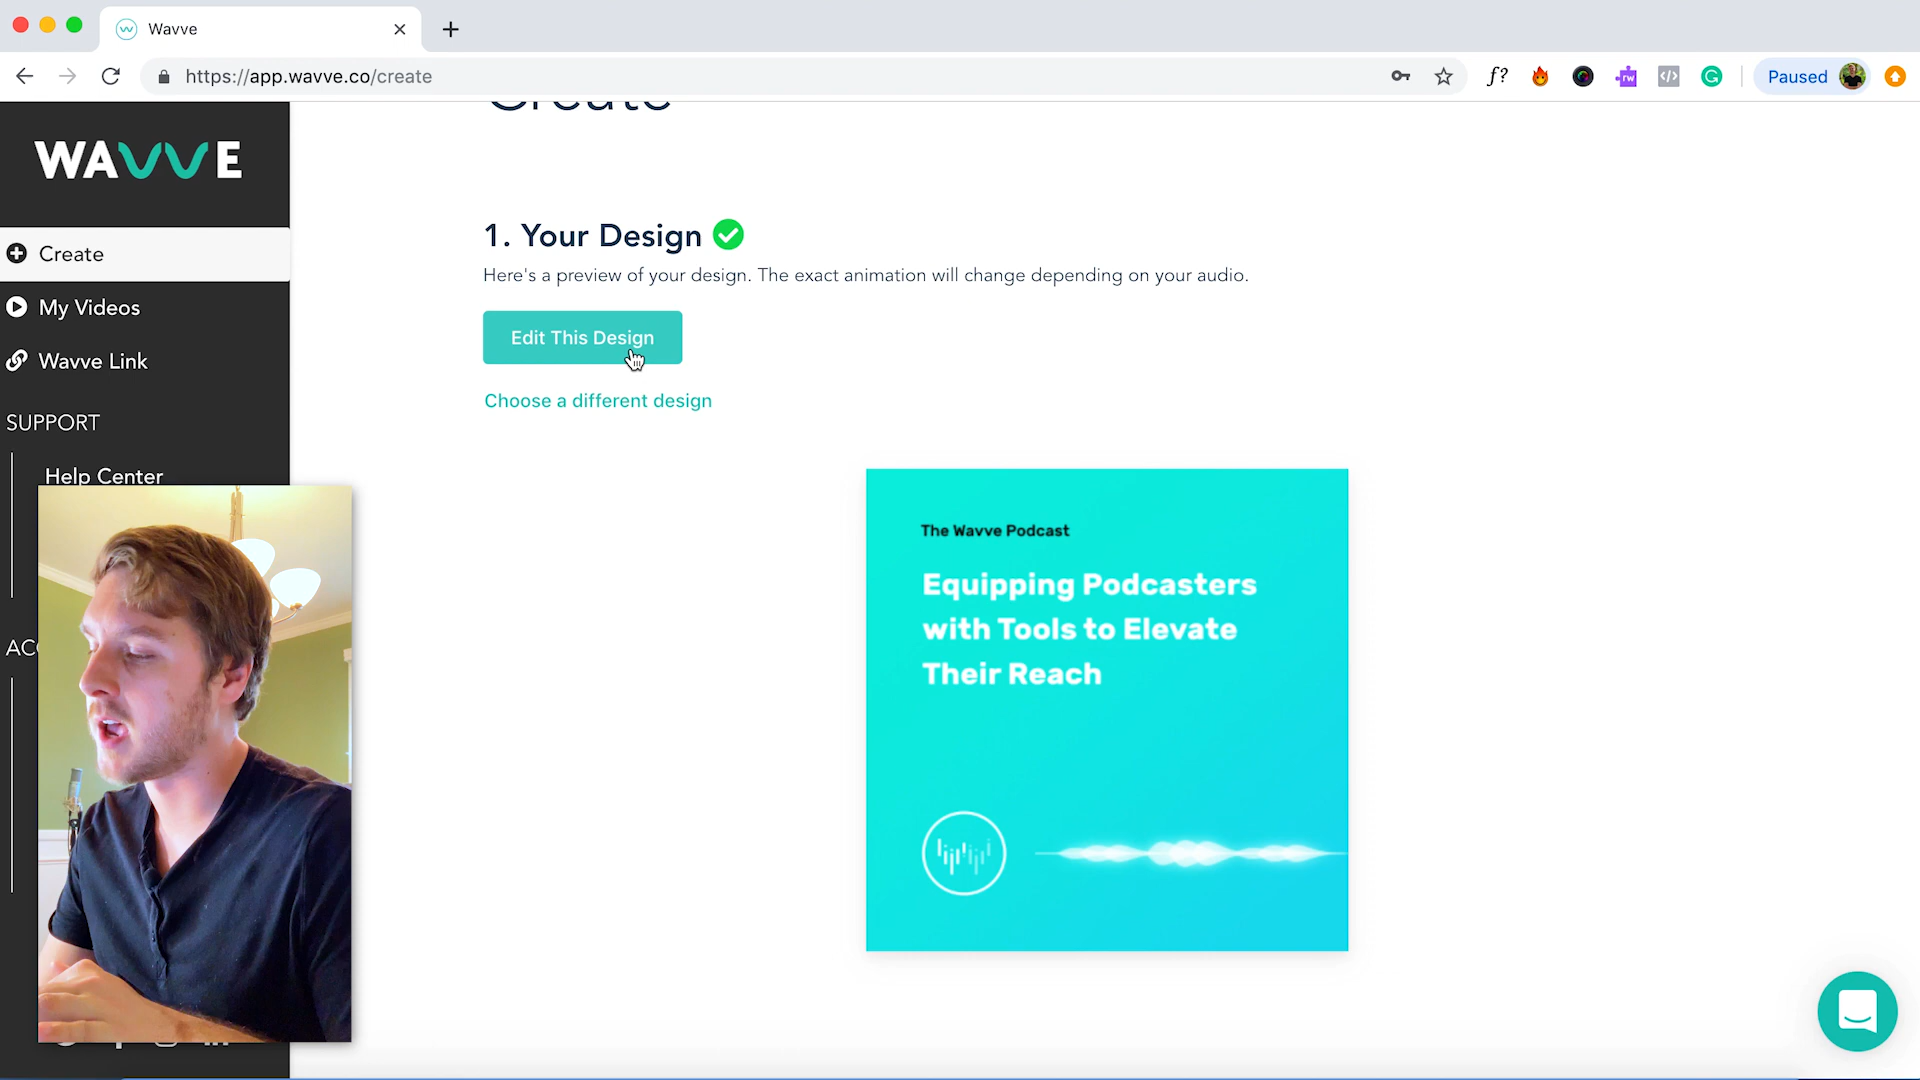 Wavve
https://app.wavve.co/create
f?
rw
</>
G
Paused
WAVVE
Create
My Videos
Wavve Link
SUPPORT
Help Center
Create
1. Your Design
Here's a preview of your design. The exact animation will change depending on your audio.
Edit This Design
Choose a different design
The Wavve Podcast
Equipping Podcasters
with Tools to Elevate
Their Reach